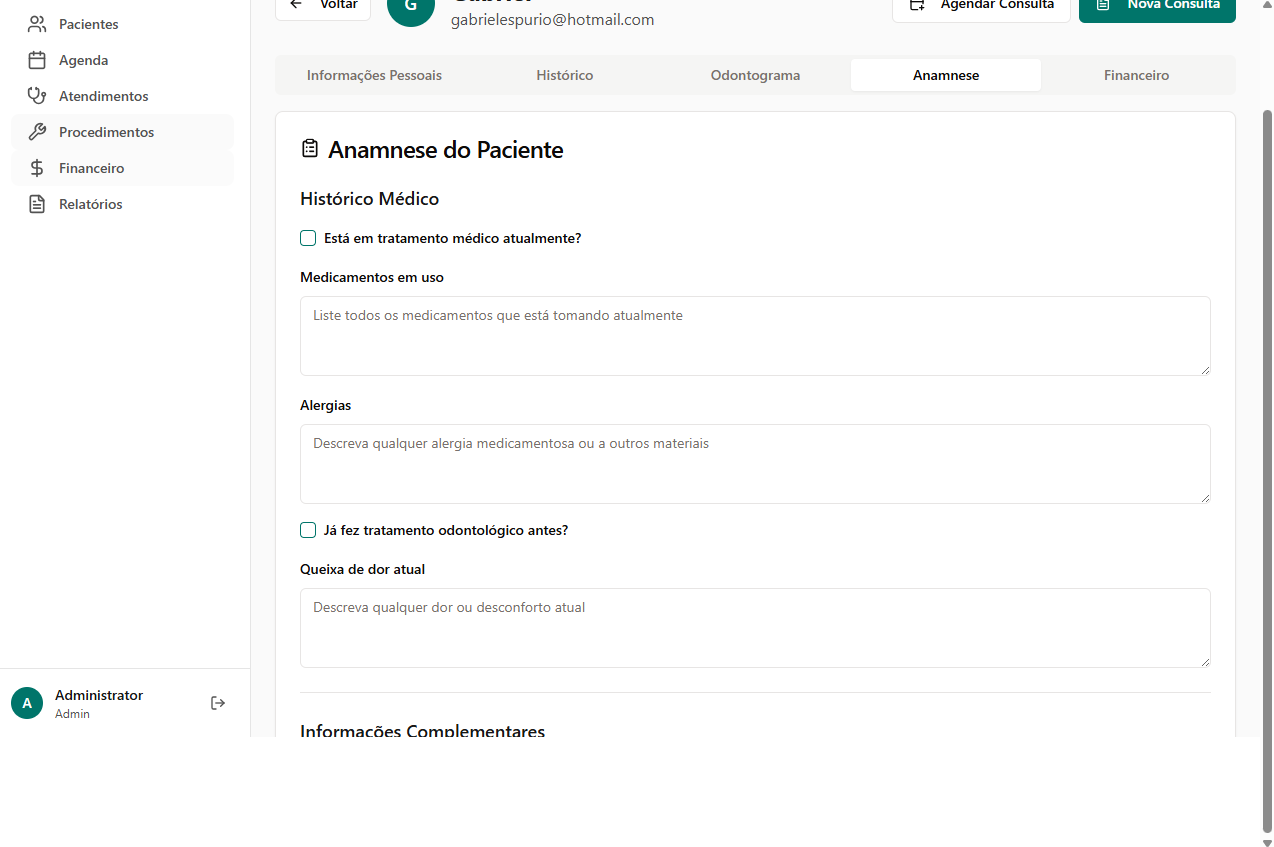 Pacientes
Agenda
Atendimentos
Procedimentos
Financeiro
Relatórios
A
Administrator
Admin
Voltar
G
gabrielespurio@hotmail.com
Agendar Consulta
Nova Consulta
Informações Pessoais
Histórico
Odontograma
Anamnese
Financeiro
Anamnese do Paciente
Histórico Médico
Está em tratamento médico atualmente?
Medicamentos em uso
Liste todos os medicamentos que está tomando atualmente
Alergias
Descreva qualquer alergia medicamentosa ou a outros materiais
Já fez tratamento odontológico antes?
Queixa de dor atual
Descreva qualquer dor ou desconforto atual
Informações Complementares